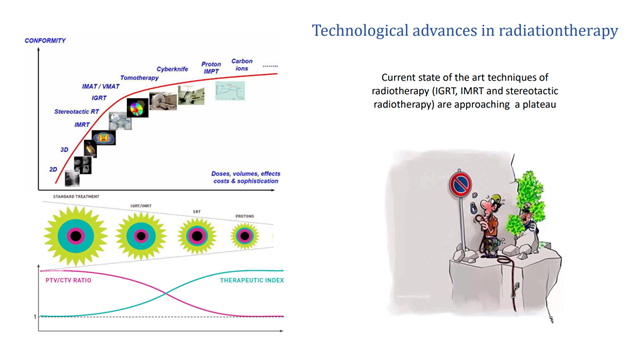 Technological advances in radiationtherapy
CONFORMITY
Carbon
ions
........
Proton
IMPT
Cyberknife
Tomotherapy
IMAT / VMAT
IGRT
Stereotactic RT
IMRT
3D
2D
Doses, volumes, effects
costs & sophistication
Current state of the art techniques of
radiotherapy (IGRT, IMRT and stereotactic
radiotherapy) are approaching a plateau
STANDARD TREATMENT
IGRT/IMRT
SRT
PROTONS
PTV/CTV RATIO
THERAPEUTIC INDEX
1